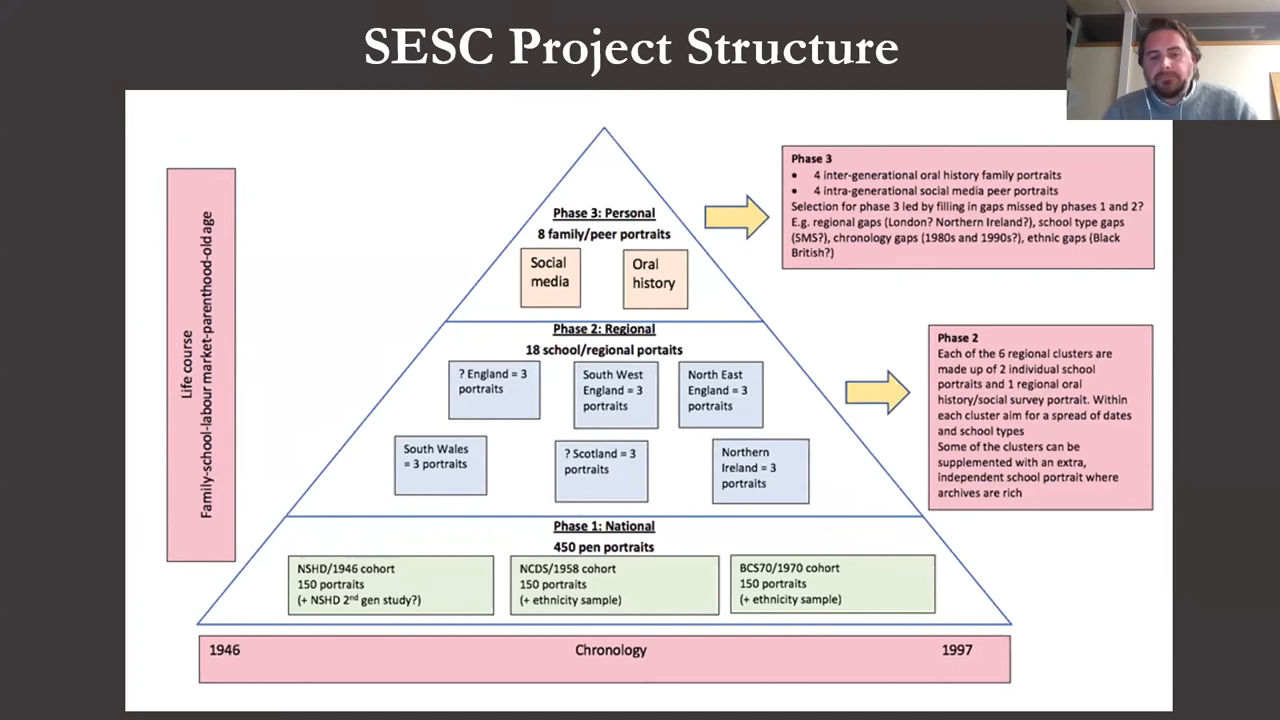 SESC Project Structure
Life course
Family-school-labour market-parenthood-old age
Phase 3: Personal
8 family/peer portraits
Social
media
Oral
history
Phase 3
• 4 inter-generational oral history family portraits
• 4 intra-generational social media peer portraits
Selection for phase 3 led by filling in gaps missed by phases 1 and 2?
E.g. regional gaps (London? Northern Ireland?), school type gaps
(SMS?), chronology gaps (1980s and 1990s?), ethnic gaps (Black
British?)
Phase 2: Regional
18 school/regional portaits
? England = 3
portraits
South West
England = 3
portraits
North East
England = 3
portraits
South Wales
= 3 portraits
? Scotland = 3
portraits
Northern
Ireland = 3
portraits
Phase 2
Each of the 6 regional clusters are
made up of 2 individual school
portraits and 1 regional oral
history/social survey portrait. Within
each cluster aim for a spread of dates
and school types
Some of the clusters can be
supplemented with an extra,
independent school portrait where
archives are rich
Phase 1: National
450 pen portraits
NSHD/1946 cohort
150 portraits
(+ NSHD 2nd gen study?)
NCDS/1958 cohort
150 portraits
(+ ethnicity sample)
BCS70/1970 cohort
150 portraits
(+ ethnicity sample)
1946 Chronology 1997